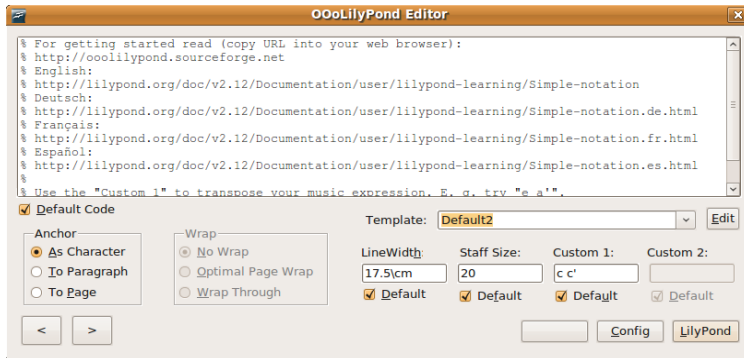 OOoLilyPond Editor
% For getting started read (copy URL into your web browser):
% http://ooolilypond.sourceforge.net
% English:
% http://lilypond.org/doc/v2.12/Documentation/user/lilypond-learning/Simple-notation
% Deutsch:
% http://lilypond.org/doc/v2.12/Documentation/user/lilypond-learning/Simple-notation.de.html
% Français:
% http://lilypond.org/doc/v2.12/Documentation/user/lilypond-learning/Simple-notation.fr.html
% Español:
% http://lilypond.org/doc/v2.12/Documentation/user/lilypond-learning/Simple-notation.es.html
%
% Use the "Custom 1" to transpose your music expression. E. g. try "e a'".
Default Code
Template: Default2 Edit
Anchor Wrap
As Character No Wrap LineWidth: Staff Size: Custom 1: Custom 2:
To Paragraph Optimal Page Wrap 17.5\cm 20 c c'
To Page Wrap Through Default Default Default Default
< > Config LilyPond